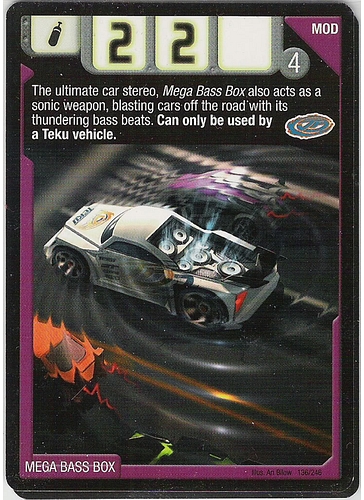 MOD
2 2
4
The ultimate car stereo, Mega Bass Box also acts as a
sonic weapon, blasting cars off the road with its
thundering bass beats. Can only be used by
a Teku vehicle.
TEKU
MEGA BASS BOX
Illus. An Bilow 136/246